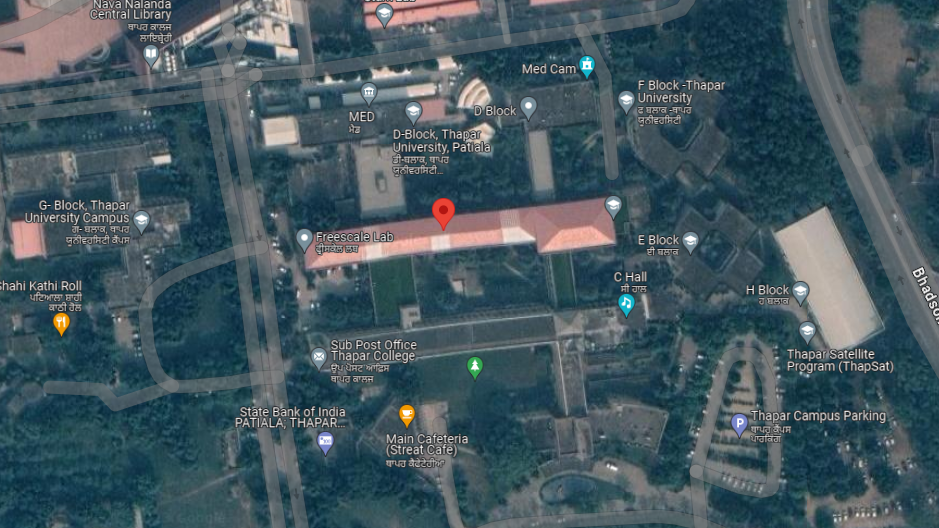 Nava Nalanda
Central Library
ਥਾਪਰ ਕਾਲਜ
ਲਾਇਬ੍ਰੇਰੀ
Med Cam
F Block -Thapar
University
ਫ ਬਲਾਕ -ਥਾਪਰ
ਯੂਨੀਵਰਸਿਟੀ
MED
ਮੈਡ
D Block
D-Block, Thapar
University, Patiala
ਡੀ-ਬਲਾਕ, ਥਾਪਰ
ਯੂਨੀਵਰਸਿਟੀ...
G- Block, Thapar
University Campus
ਗ- ਬਲਾਕ, ਥਾਪਰ
ਯੂਨੀਵਰਸਿਟੀ ਕੈਂਪਸ
Freescale Lab
ਫ੍ਰੀਸਕੇਲ ਲੈਬ
E Block
ਈ ਬਲਾਕ
C Hall
ਸੀ ਹਾਲ
H Block
ਹ ਬਲਾਕ
Bhadso
Shahi Kathi Roll
ਪਟਿਆਲਾ ਸ਼ਾਹੀ
ਕਾਠੀ ਰੋਲ
Sub Post Office
Thapar College
ਉਪ ਪੋਸਟ ਆਫਿਸ
ਥਾਪਰ ਕਾਲਜ
Thapar Satellite
Program (ThapSat)
State Bank of India
PATIALA, THAPAR...
Main Cafeteria
(Streat Cafe)
ਥਾਪਰ ਕੈਫੇਟੇਰੀਆ
Thapar Campus Parking
ਥਾਪਰ ਕੈਂਪਸ
ਪਾਰਕਿੰਗ